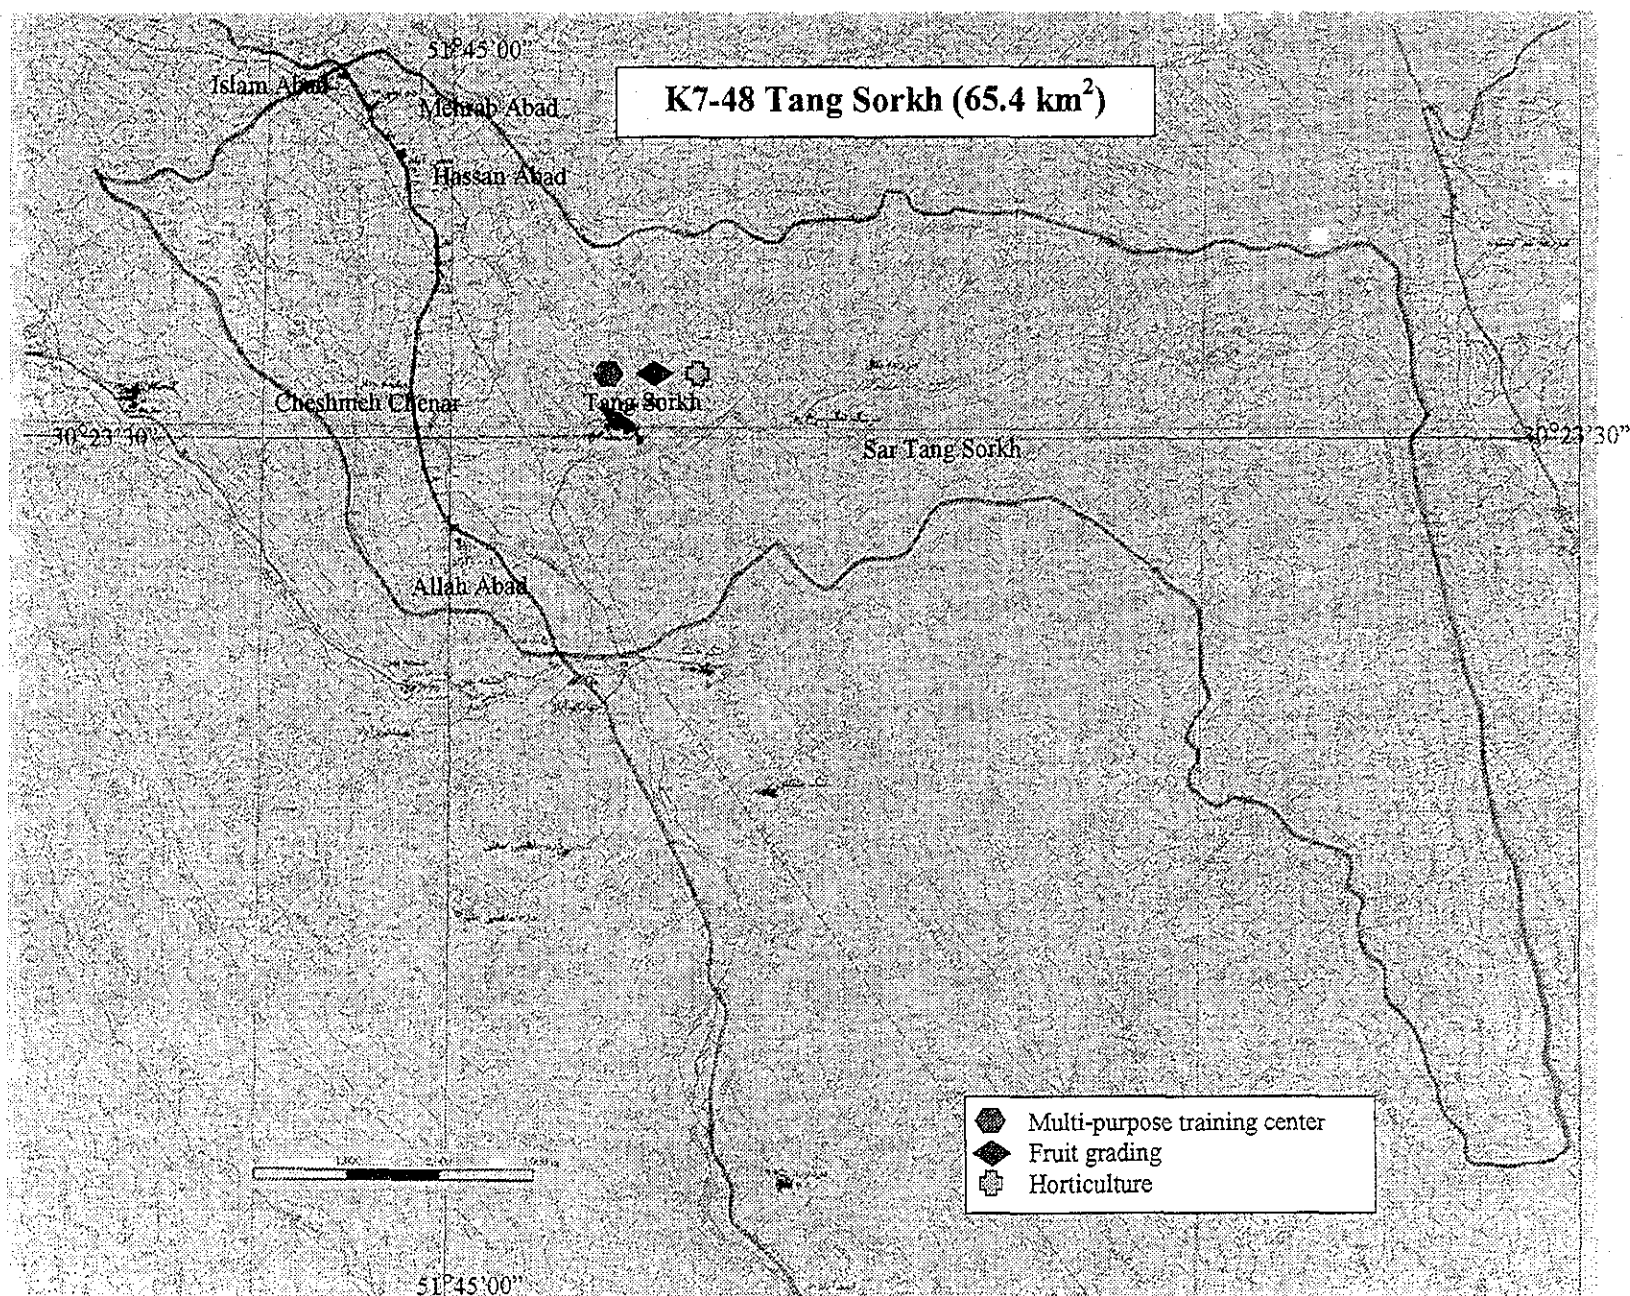 51°45'00"
Islam Abad
Mehrab Abad
K7-48 Tang Sorkh (65.4 km²)
Hassan Abad
Cheshmeh Chenar
Tang Sorkh
30°23'30"
30°23'30"
Sar Tang Sorkh
Allah Abad
Multi-purpose training center
Fruit grading
Horticulture
51°45'00"